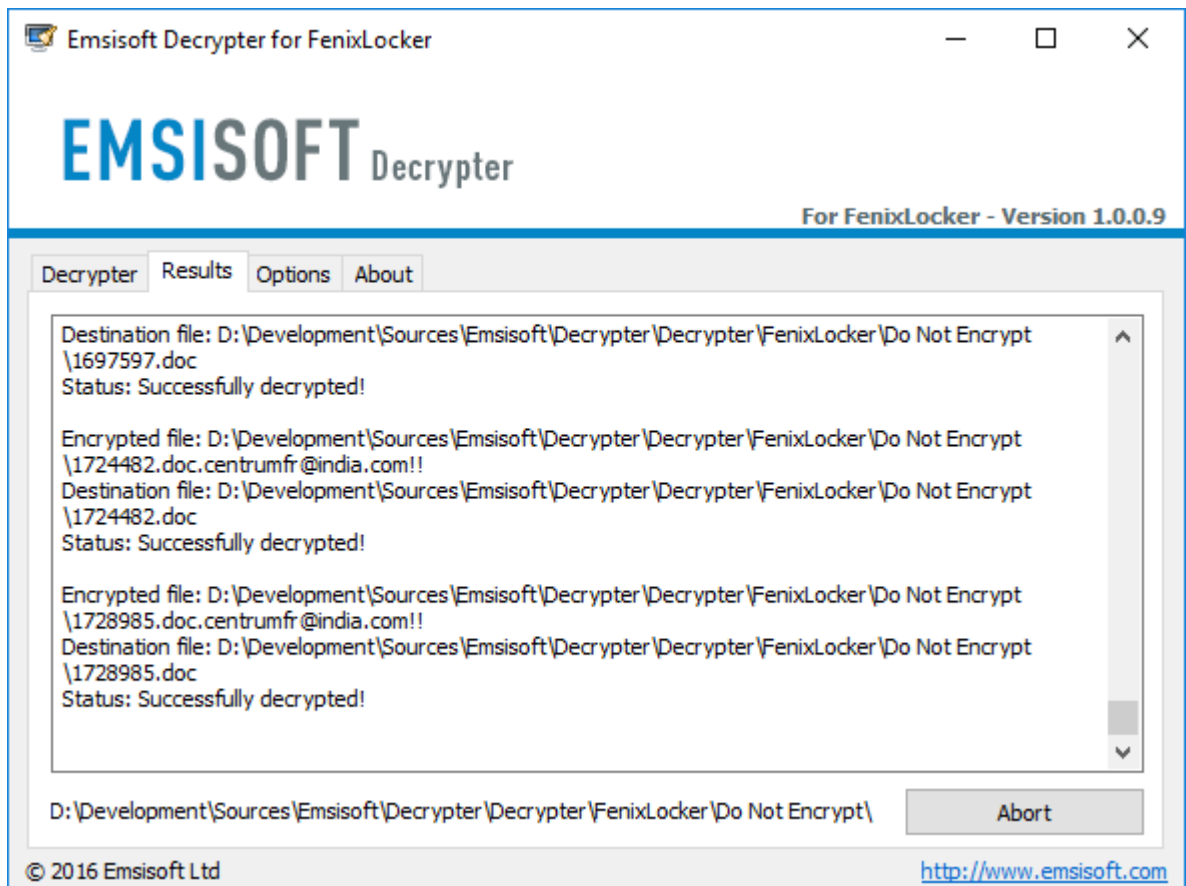 Emsisoft Decrypter for FenixLocker
EMSISOFT Decrypter
For FenixLocker - Version 1.0.0.9
Decrypter Results Options About
Destination file: D:\Development\Sources\Emsisoft\Decrypter\Decrypter\FenixLocker\Do Not Encrypt
\1697597.doc
Status: Successfully decrypted!
Encrypted file: D:\Development\Sources\Emsisoft\Decrypter\Decrypter\FenixLocker\Do Not Encrypt
\1724482.doc.centrumfr@india.com!!
Destination file: D:\Development\Sources\Emsisoft\Decrypter\Decrypter\FenixLocker\Do Not Encrypt
\1724482.doc
Status: Successfully decrypted!
Encrypted file: D:\Development\Sources\Emsisoft\Decrypter\Decrypter\FenixLocker\Do Not Encrypt
\1728985.doc.centrumfr@india.com!!
Destination file: D:\Development\Sources\Emsisoft\Decrypter\Decrypter\FenixLocker\Do Not Encrypt
\1728985.doc
Status: Successfully decrypted!
D:\Development\Sources\Emsisoft\Decrypter\Decrypter\FenixLocker\Do Not Encrypt\
Abort
© 2016 Emsisoft Ltd
http://www.emsisoft.com